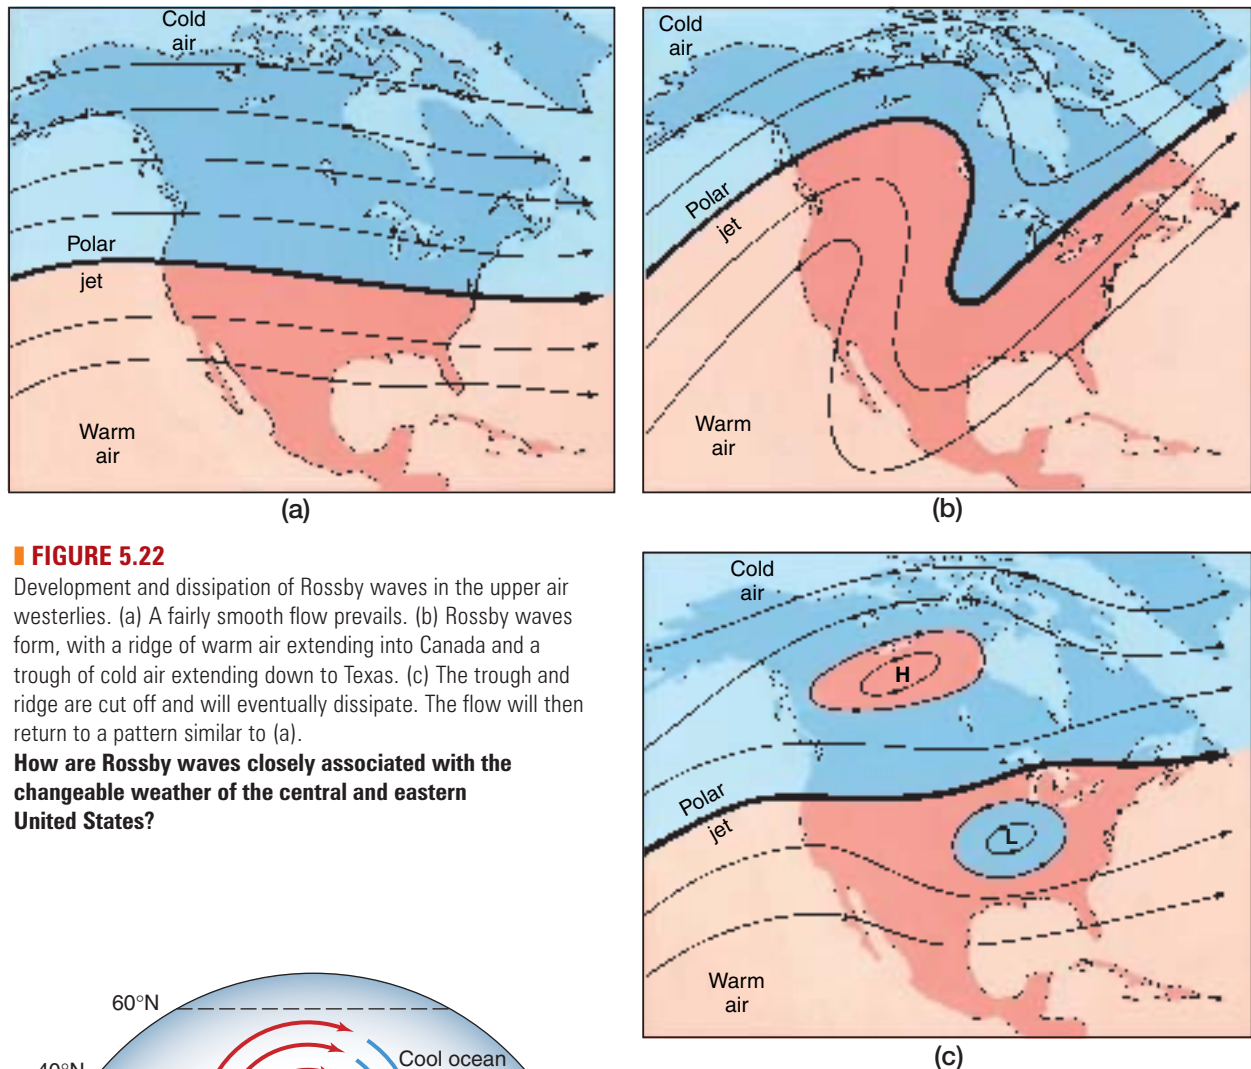 Cold
air
Polar
jet
Warm
air
(a)
Cold
air
Polar
jet
Warm
air
(b)
FIGURE 5.22
Development and dissipation of Rossby waves in the upper air
westerlies. (a) A fairly smooth flow prevails. (b) Rossby waves
form, with a ridge of warm air extending into Canada and a
trough of cold air extending down to Texas. (c) The trough and
ridge are cut off and will eventually dissipate. The flow will then
return to a pattern similar to (a).
How are Rossby waves closely associated with the
changeable weather of the central and eastern
United States?
Cold
air
H
Polar
jet
L
Warm
air
(c)
60°N
Cool ocean
40°N